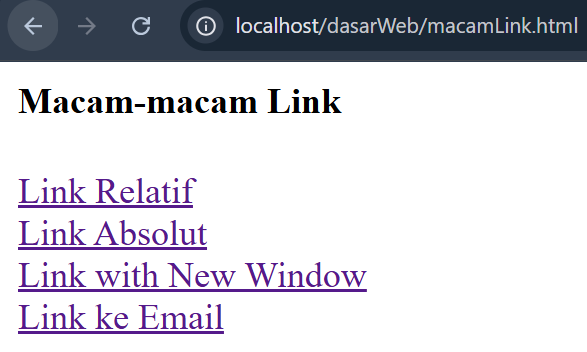 localhost/dasarWeb/macamLink.html
Macam-macam Link
Link Relatif
Link Absolut
Link with New Window
Link ke Email